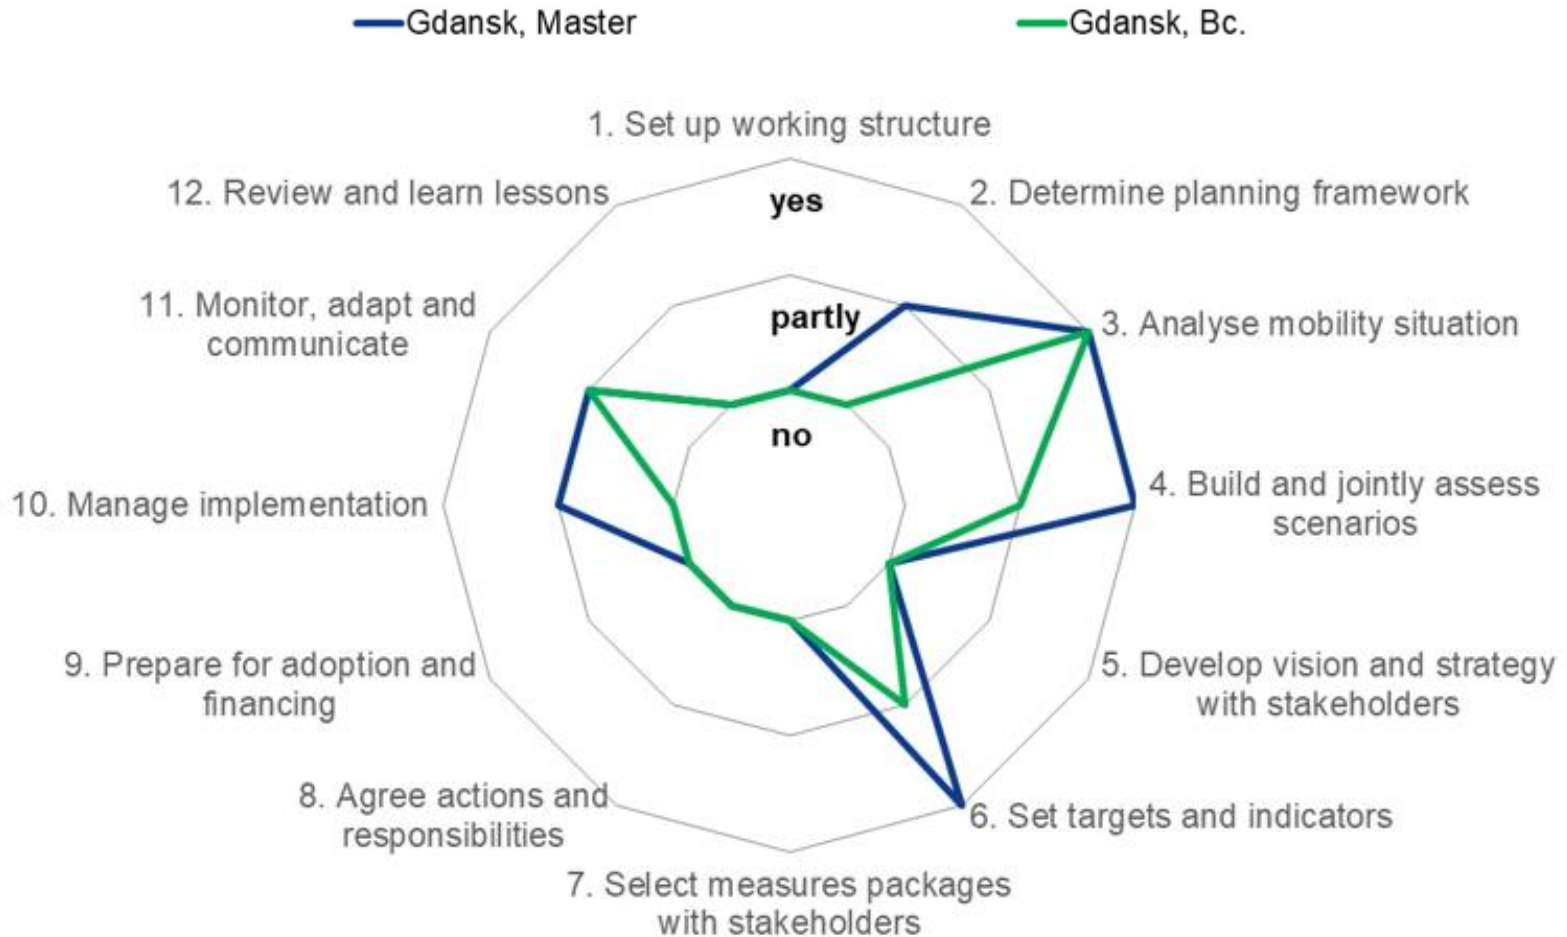 Gdansk, Master
Gdansk, Bc.
1. Set up working structure
yes
2. Determine planning framework
partly
3. Analyse mobility situation
no
4. Build and jointly assess
scenarios
5. Develop vision and strategy
with stakeholders
6. Set targets and indicators
7. Select measures packages
with stakeholders
8. Agree actions and
responsibilities
9. Prepare for adoption and
financing
10. Manage implementation
11. Monitor, adapt and
communicate
12. Review and learn lessons